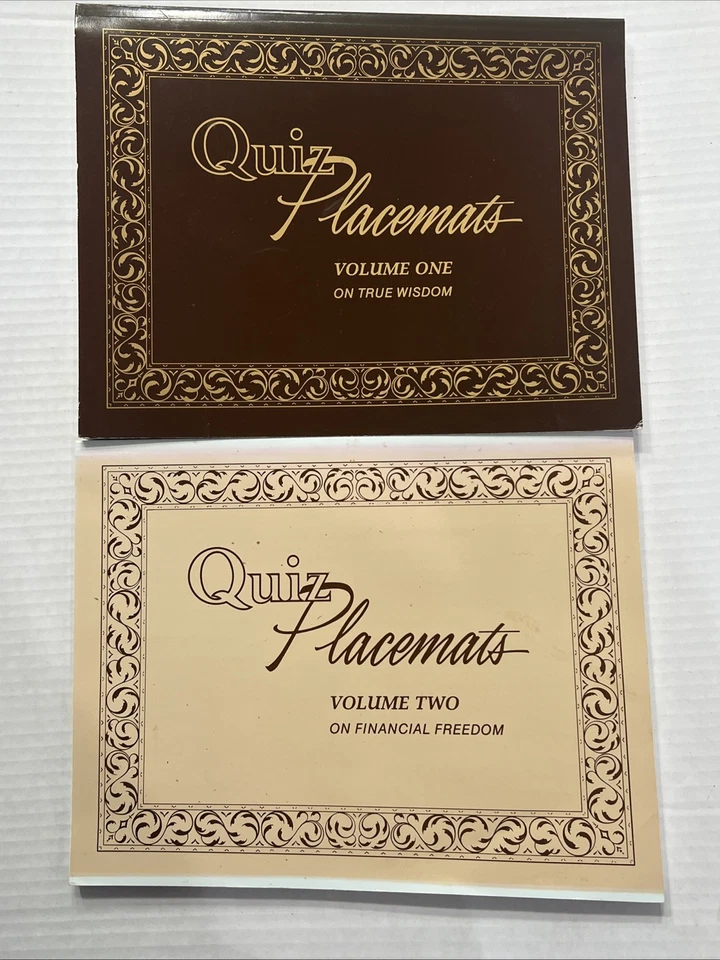 Quiz
Placemats
VOLUME ONE
ON TRUE WISDOM
Quiz
Placemats
VOLUME TWO
ON FINANCIAL FREEDOM